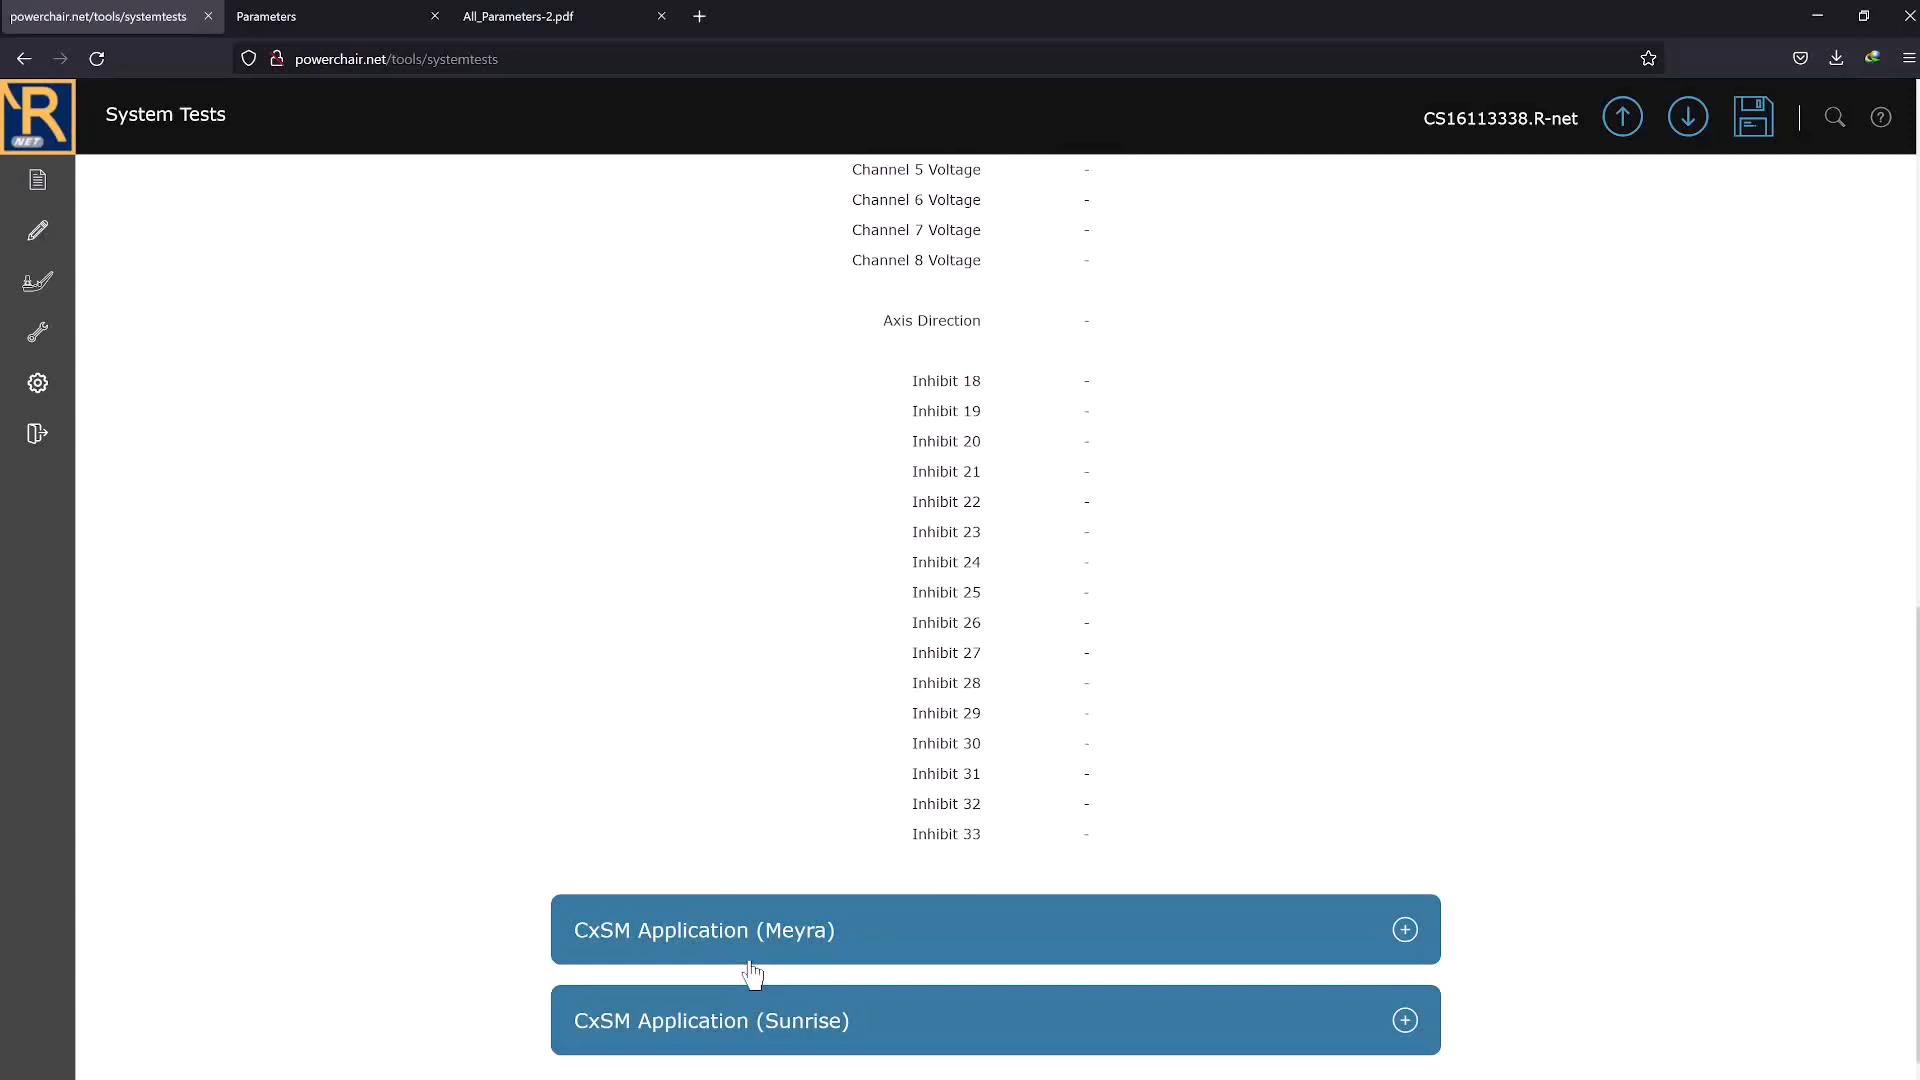 powerchair.net/tools/systemtests
Parameters
All_Parameters-2.pdf
powerchair.net/tools/systemtests
R
NET
System Tests
CS16113338.R-net
Channel 5 Voltage -
Channel 6 Voltage -
Channel 7 Voltage -
Channel 8 Voltage -
Axis Direction -
Inhibit 18 -
Inhibit 19 -
Inhibit 20 -
Inhibit 21 -
Inhibit 22 -
Inhibit 23 -
Inhibit 24 -
Inhibit 25 -
Inhibit 26 -
Inhibit 27 -
Inhibit 28 -
Inhibit 29 -
Inhibit 30 -
Inhibit 31 -
Inhibit 32 -
Inhibit 33 -
CxSM Application (Meyra)
CxSM Application (Sunrise)